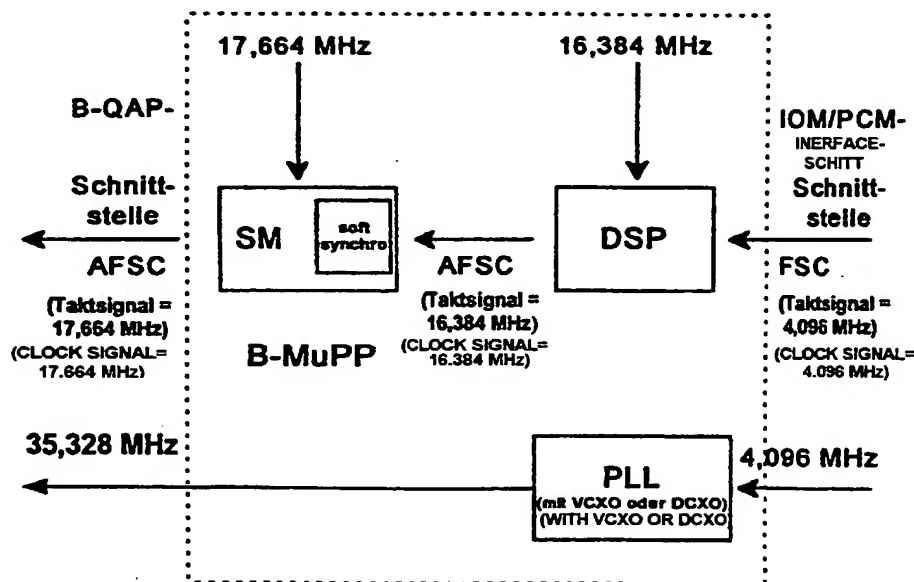 17,664 MHz
16,384 MHz
B-QAP-
Schnitt-
stelle
AFSC
(Taktsignal =
17,664 MHz)
(CLOCK SIGNAL=
17.664 MHz)
SM
soft
synchro
B-MuPP
AFSC
(Taktsignal =
16,384 MHz)
(CLOCK SIGNAL=
16.384 MHz)
DSP
IOM/PCM-
INERFACE-
SCHITT
Schnitt-
stelle
FSC
(Taktsignal =
4,096 MHz)
(CLOCK SIGNAL=
4.096 MHz)
35,328 MHz
PLL
(mit VCXO oder DCXO)
(WITH VCXO OR DCXO
4,096 MHz